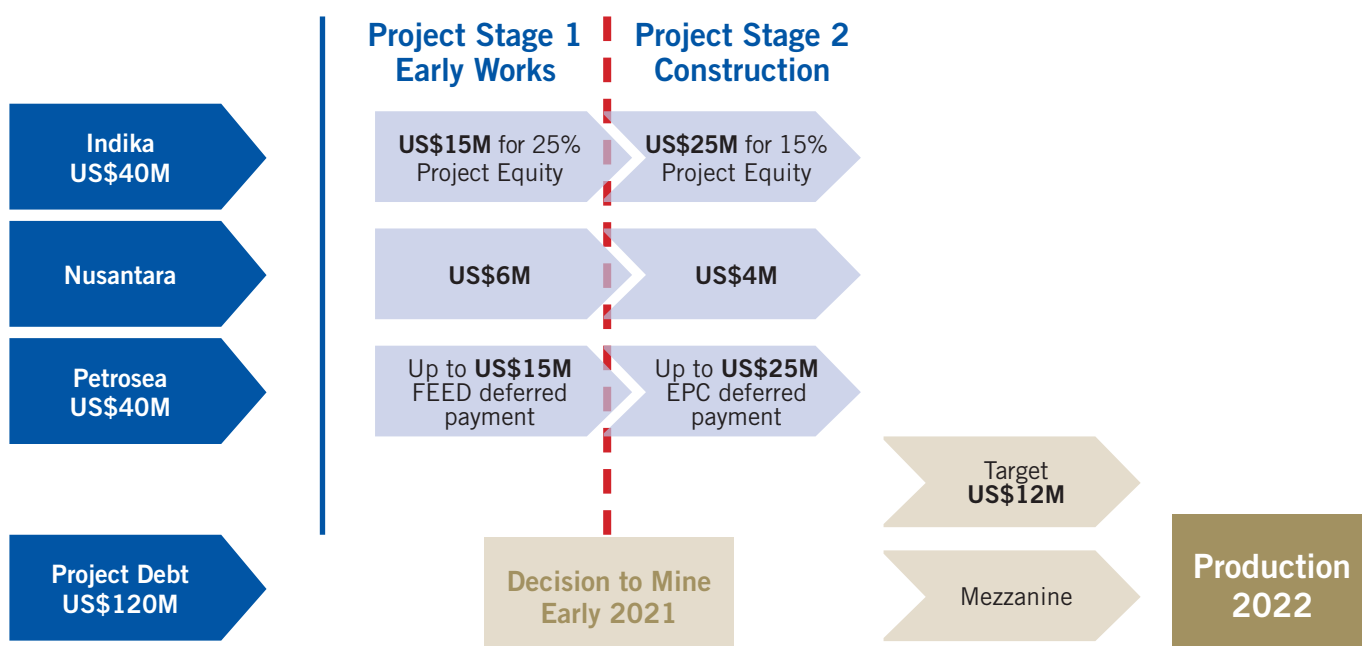 Project Stage 1
Early Works
Project Stage 2
Construction
Indika
US$40M
US$15M for 25%
Project Equity
US$25M for 15%
Project Equity
Nusantara
US$6M
US$4M
Petrosea
US$40M
Up to US$15M
FEED deferred
payment
Up to US$25M
EPC deferred
payment
Target
US$12M
Project Debt
US$120M
Decision to Mine
Early 2021
Mezzanine
Production
2022